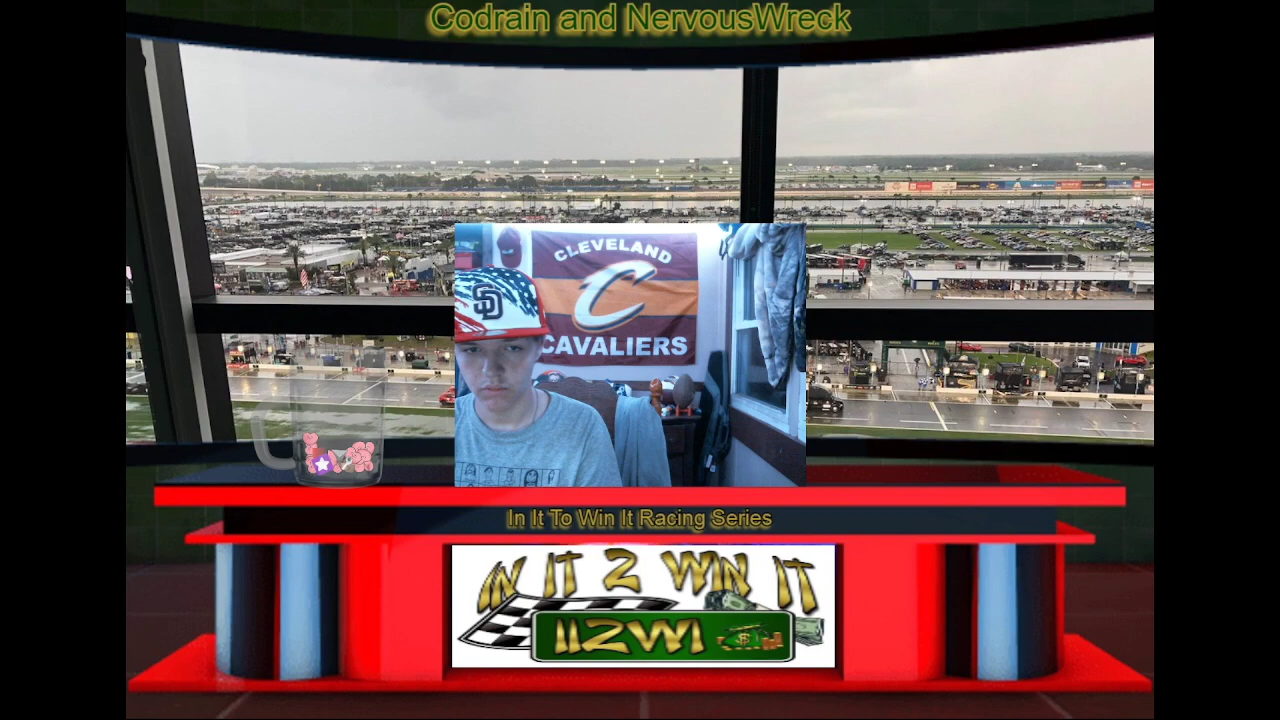 Codrain and NervousWreck
CLEVELAND
C
CAVALIERS
SD
In It To Win It Racing Series
IN IT 2 WIN IT
II2WI
$